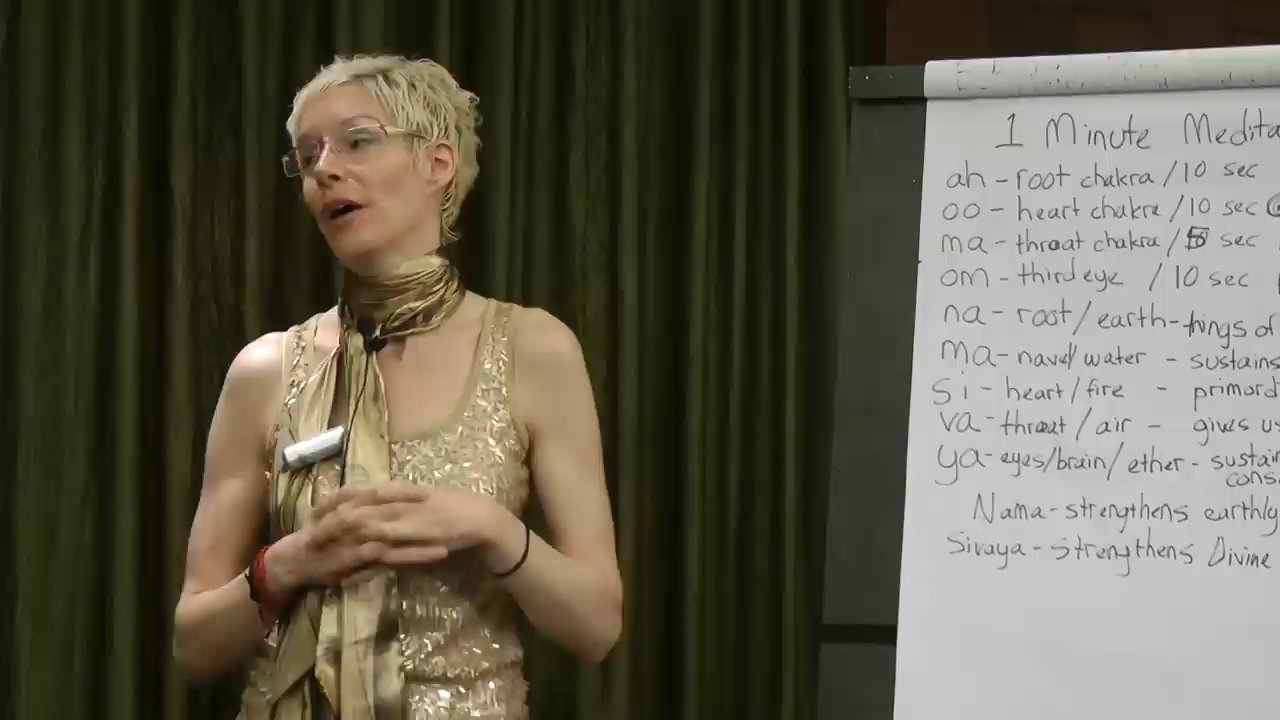 1 Minute Medita
ah - root chakra / 10 sec
oo - heart chakra / 10 sec
ma - throat chakra / 5 sec
om - third eye / 10 sec
na - root / earth - things of
ma - navel / water - sustains
si - heart / fire - primord
va - throat / air - gives us
ya - eyes/brain/ ether - sustain
cons
Nama - strengthens earthly
Sivaya - strengthens Divine